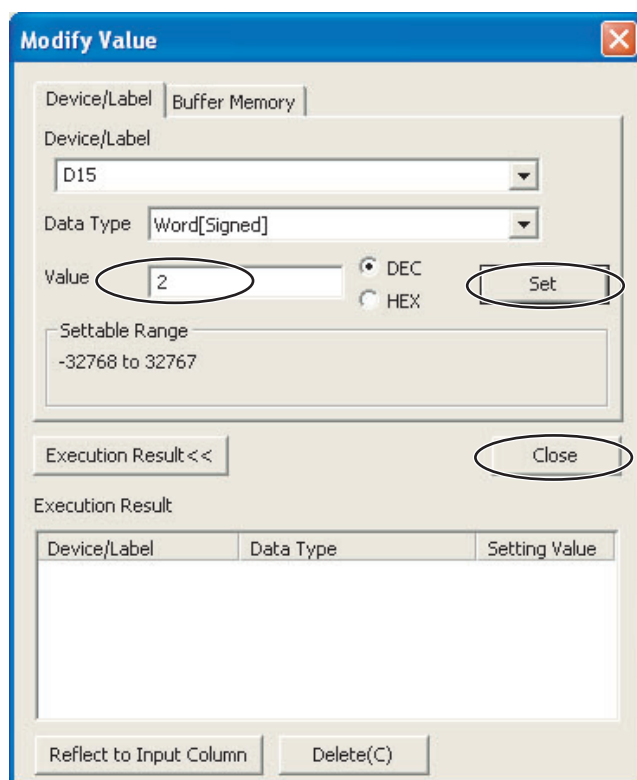 Modify Value
Device/Label Buffer Memory
Device/Label
D15
Data Type Word[Signed]
Value 2 DEC Set
HEX
Settable Range
-32768 to 32767
Execution Result<< Close
Execution Result
Device/Label Data Type Setting Value
Reflect to Input Column Delete(C)